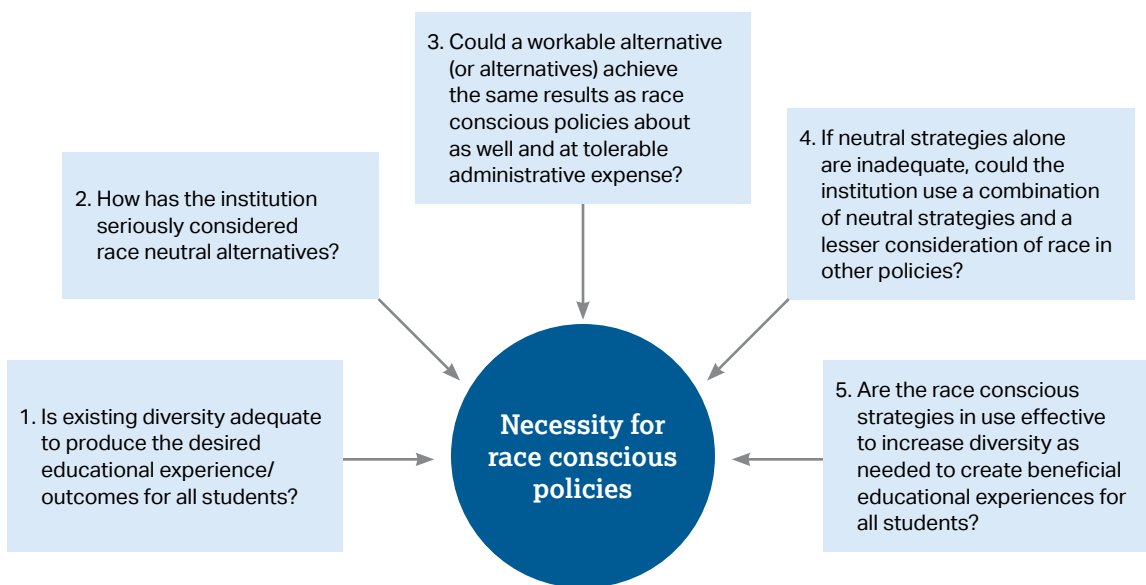 1. Is existing diversity adequate
to produce the desired
educational experience/
outcomes for all students?
2. How has the institution
seriously considered
race neutral alternatives?
3. Could a workable alternative
(or alternatives) achieve
the same results as race
conscious policies about
as well and at tolerable
administrative expense?
4. If neutral strategies alone
are inadequate, could the
institution use a combination
of neutral strategies and a
lesser consideration of race in
other policies?
5. Are the race conscious
strategies in use effective
to increase diversity as
needed to create beneficial
educational experiences for
all students?
Necessity for
race conscious
policies